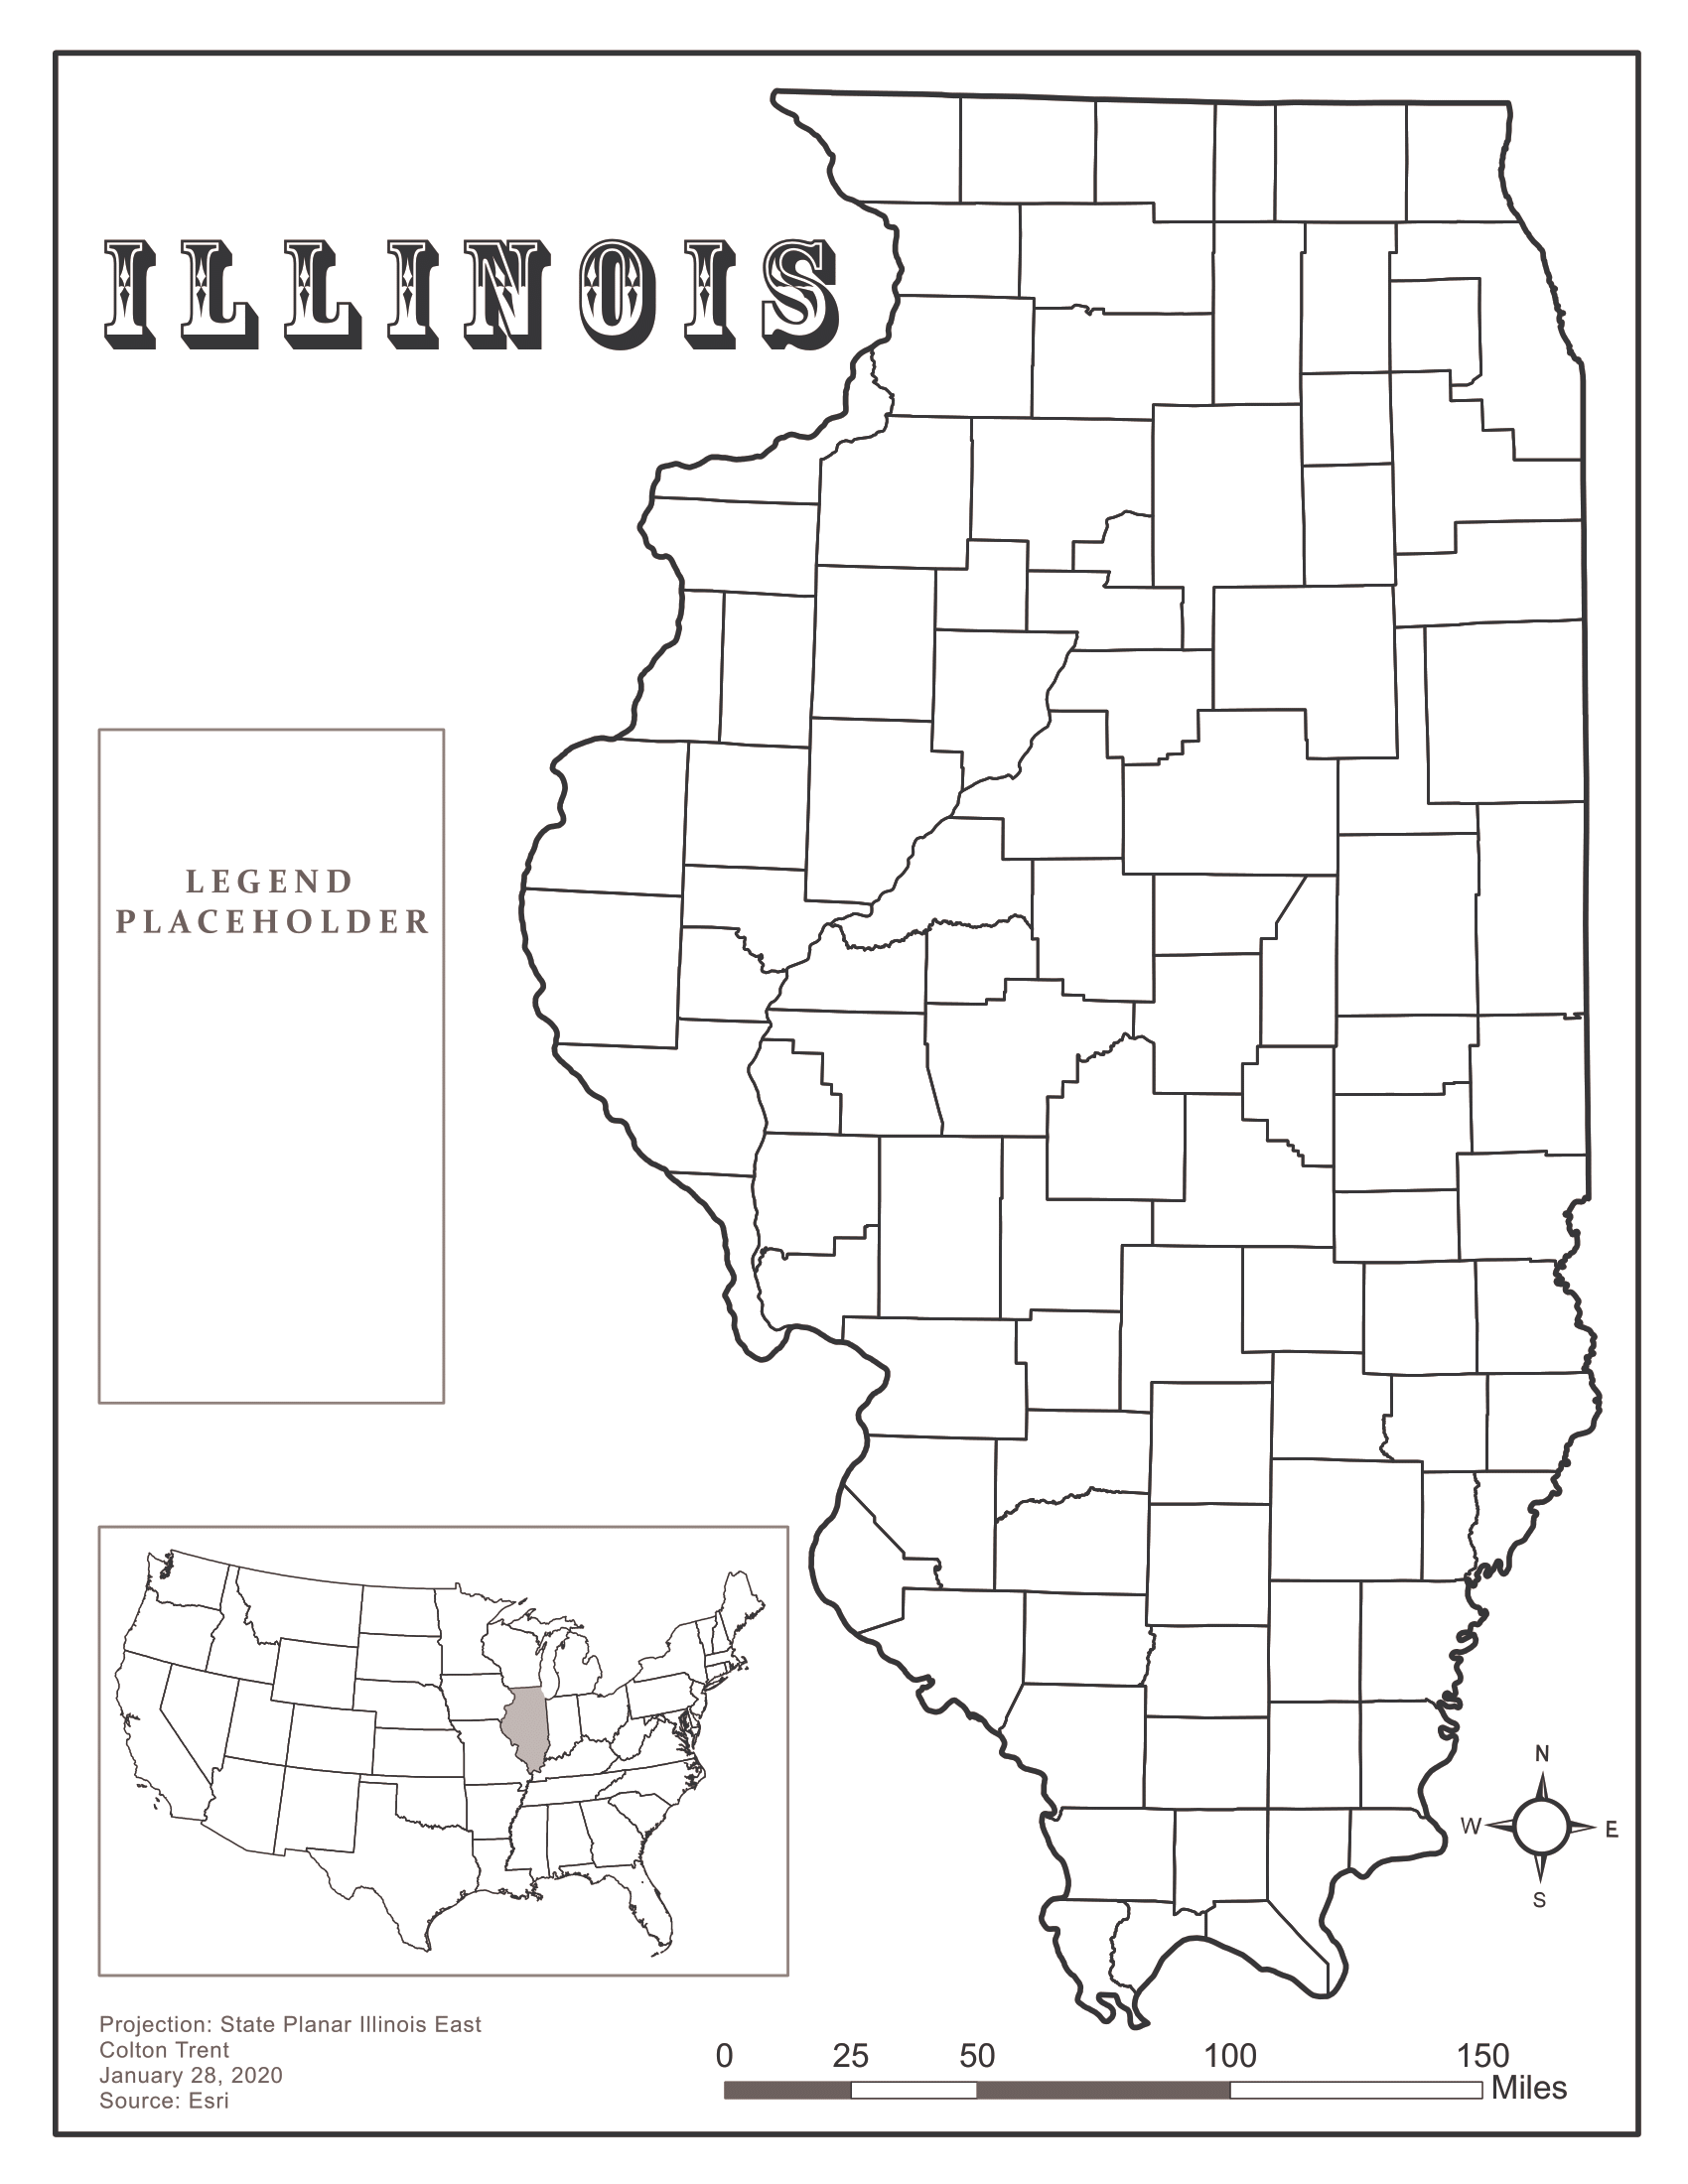 ILLINOIS
LEGEND
PLACEHOLDER
N
W
E
S
Projection: State Planar Illinois East
Colton Trent
January 28, 2020
Source: Esri
0 25 50 100 150
Miles